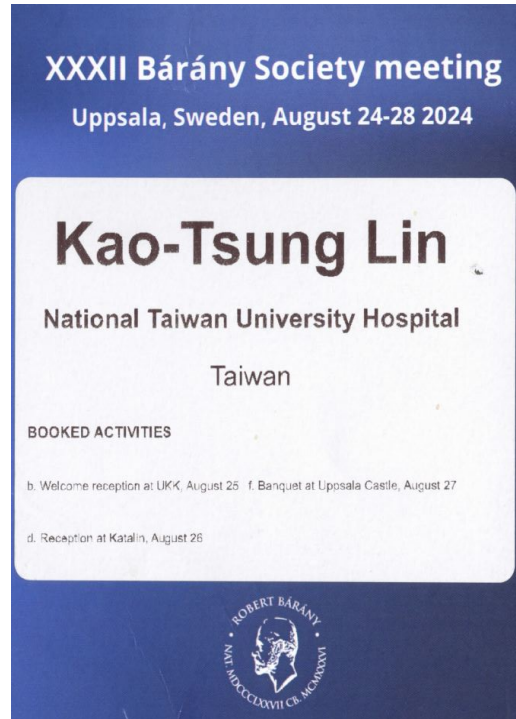 XXXII Bárány Society meeting
Uppsala, Sweden, August 24-28 2024
Kao-Tsung Lin
National Taiwan University Hospital
Taiwan
BOOKED ACTIVITIES
b. Welcome reception at UKK, August 25 f. Banquet at Uppsala Castle, August 27
d. Reception at Katalin, August 26
· ROBERT BÁRÁNY ·
NAT. MDCCCLXXVII CB. MCMXXXVI